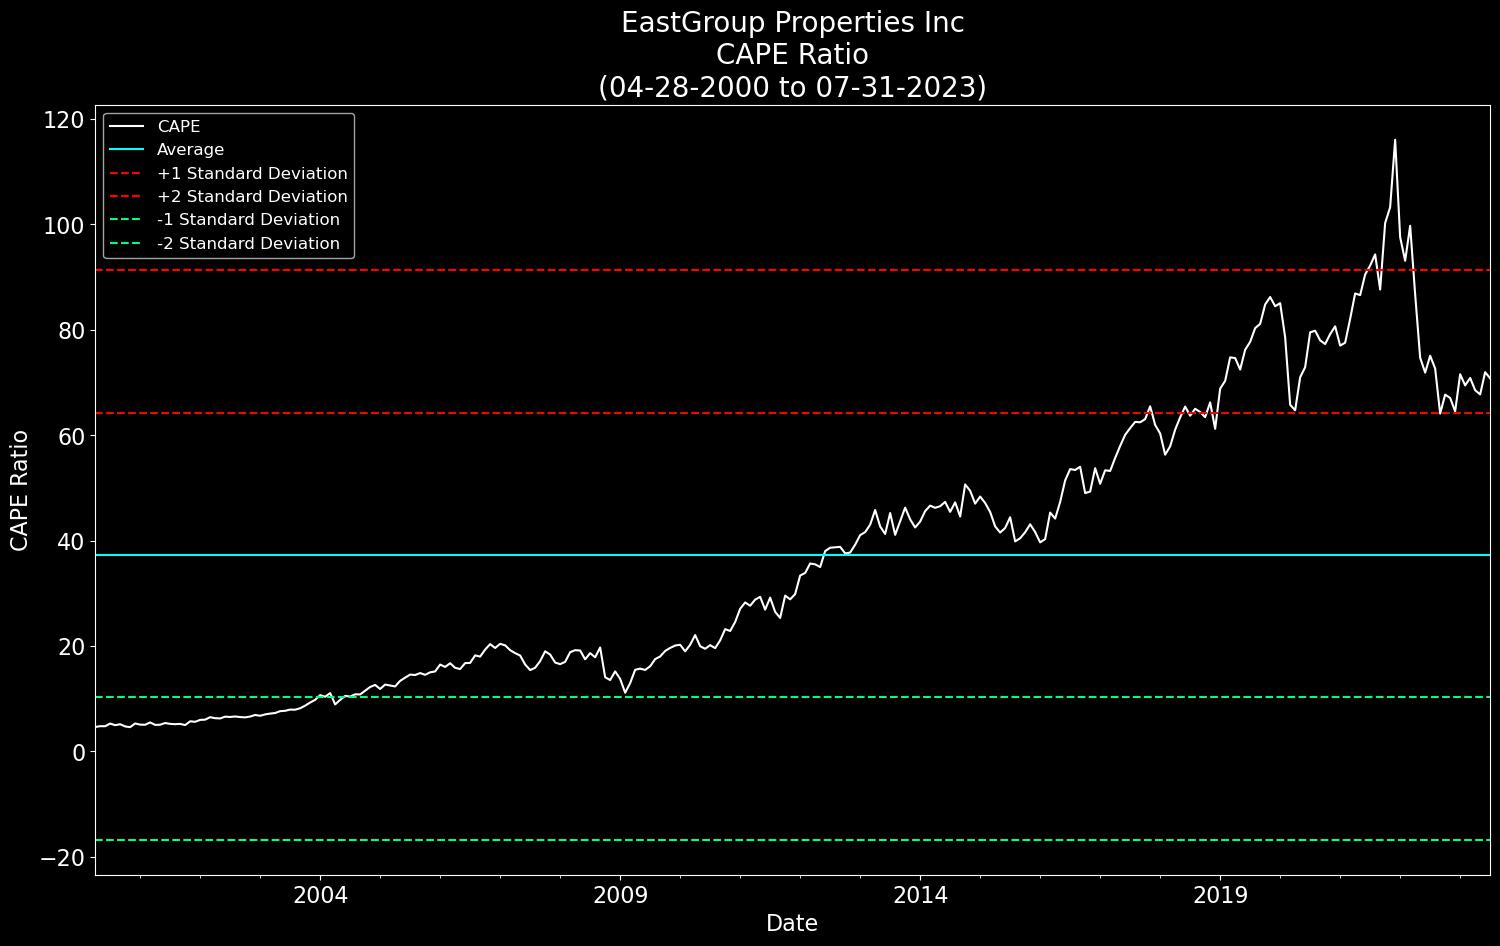 EastGroup Properties Inc
CAPE Ratio
(04-28-2000 to 07-31-2023)
120
100
80
60
40
20
0
−20
CAPE Ratio
CAPE
Average
+1 Standard Deviation
+2 Standard Deviation
-1 Standard Deviation
-2 Standard Deviation
2004
2009
2014
2019
Date